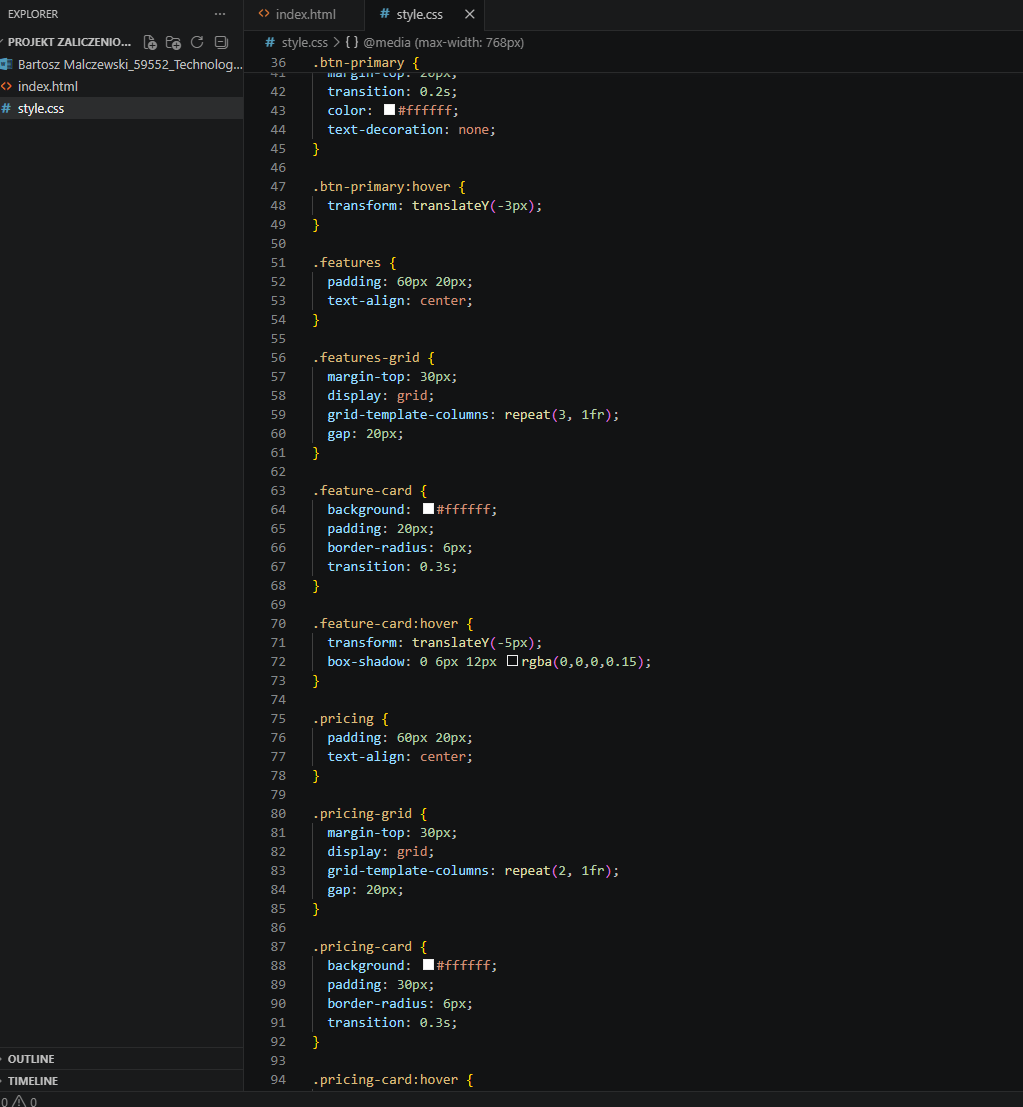 EXPLORER
index.html
style.css
PROJEKT ZALICZENIO...
style.css > { } @media (max-width: 768px)
Bartosz Malczewski_59552_Technolog...
index.html
style.css
36 .btn-primary {
41 margin-top: 20px;
42 transition: 0.2s;
43 color: #ffffff;
44 text-decoration: none;
45 }
46
47 .btn-primary:hover {
48 transform: translateY(-3px);
49 }
50
51 .features {
52 padding: 60px 20px;
53 text-align: center;
54 }
55
56 .features-grid {
57 margin-top: 30px;
58 display: grid;
59 grid-template-columns: repeat(3, 1fr);
60 gap: 20px;
61 }
62
63 .feature-card {
64 background: #ffffff;
65 padding: 20px;
66 border-radius: 6px;
67 transition: 0.3s;
68 }
69
70 .feature-card:hover {
71 transform: translateY(-5px);
72 box-shadow: 0 6px 12px rgba(0,0,0,0.15);
73 }
74
75 .pricing {
76 padding: 60px 20px;
77 text-align: center;
78 }
79
80 .pricing-grid {
81 margin-top: 30px;
82 display: grid;
83 grid-template-columns: repeat(2, 1fr);
84 gap: 20px;
85 }
86
87 .pricing-card {
88 background: #ffffff;
89 padding: 30px;
90 border-radius: 6px;
91 transition: 0.3s;
92 }
93
94 .pricing-card:hover {
OUTLINE
TIMELINE
0 0